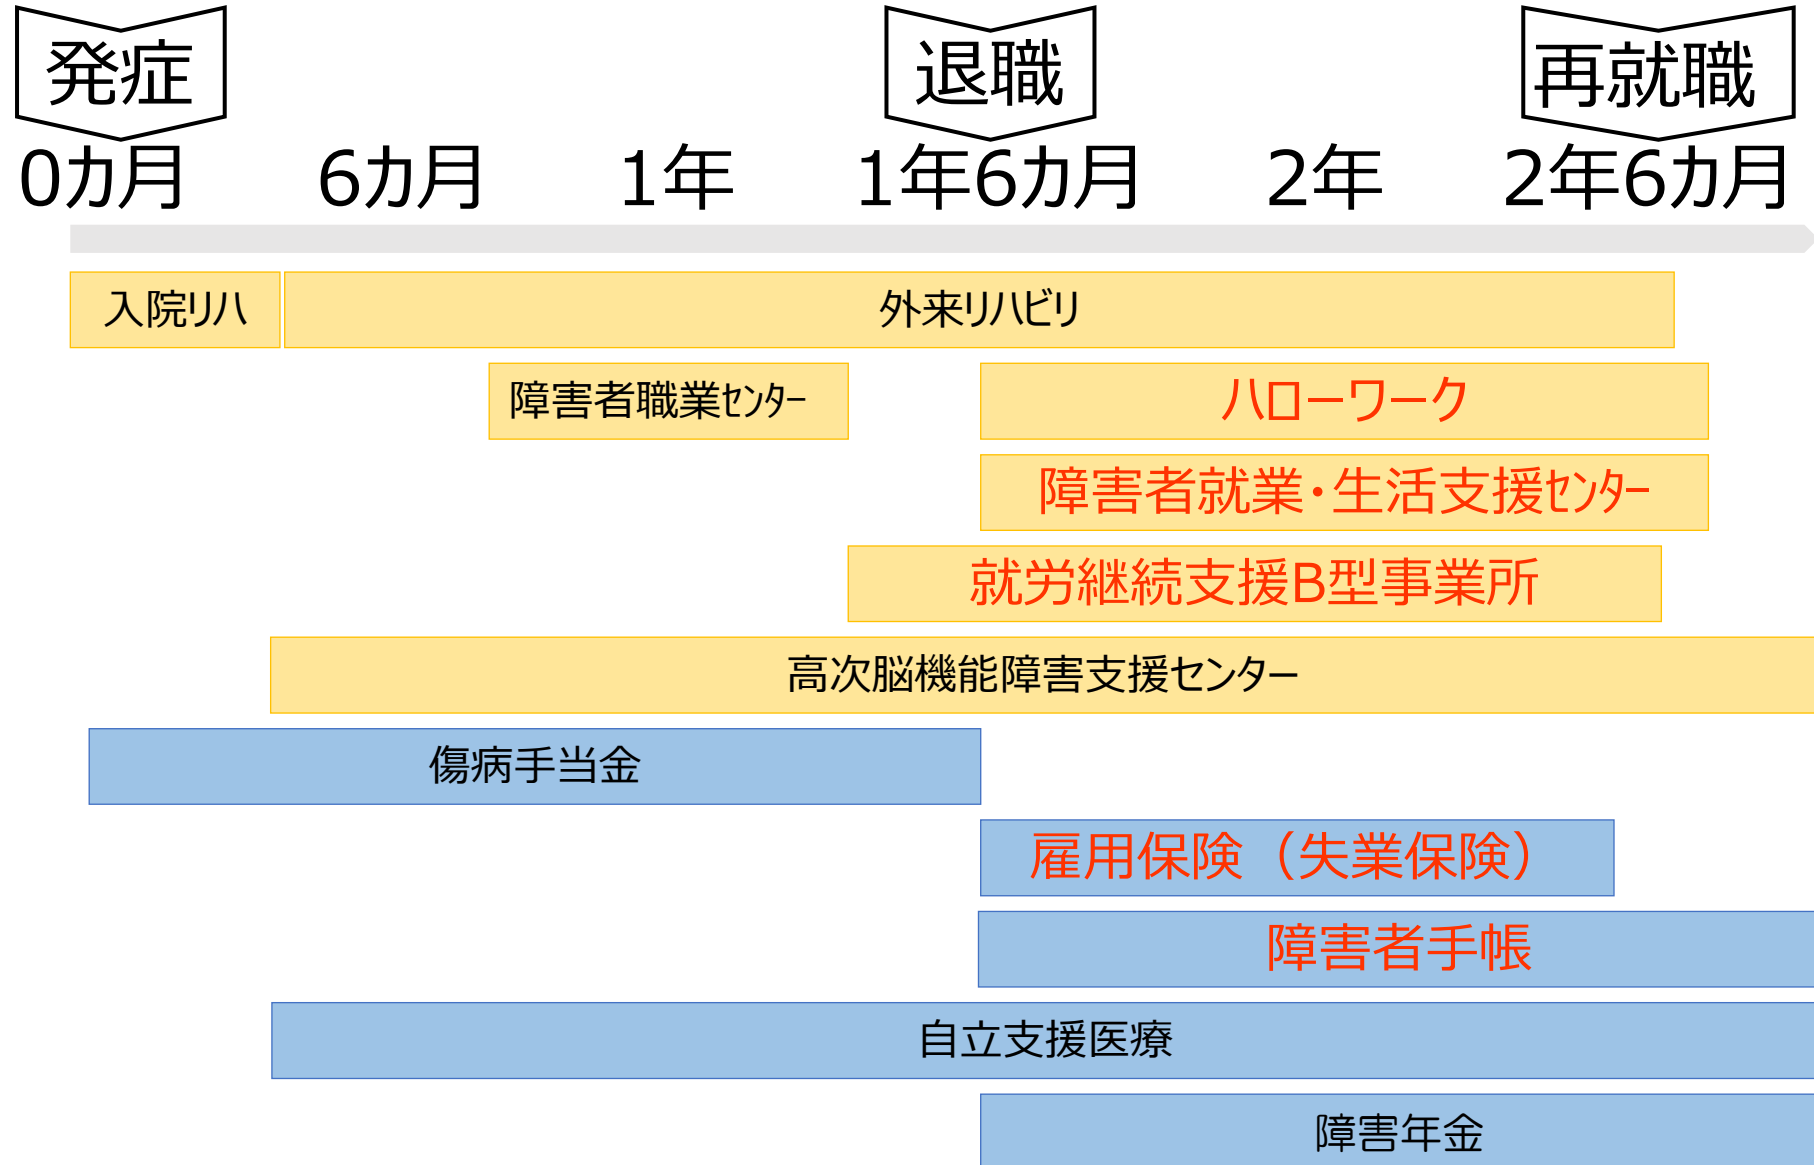 発症 退職 再就職
0カ月 6カ月 1年 1年6カ月 2年 2年6カ月
入院リハ 外来リハビリ
障害者職業ｾﾝﾀｰ ハローワーク
障害者就業･生活支援ｾﾝﾀｰ
就労継続支援B型事業所
高次脳機能障害支援センター
傷病手当金
雇用保険（失業保険）
障害者手帳
自立支援医療
障害年金